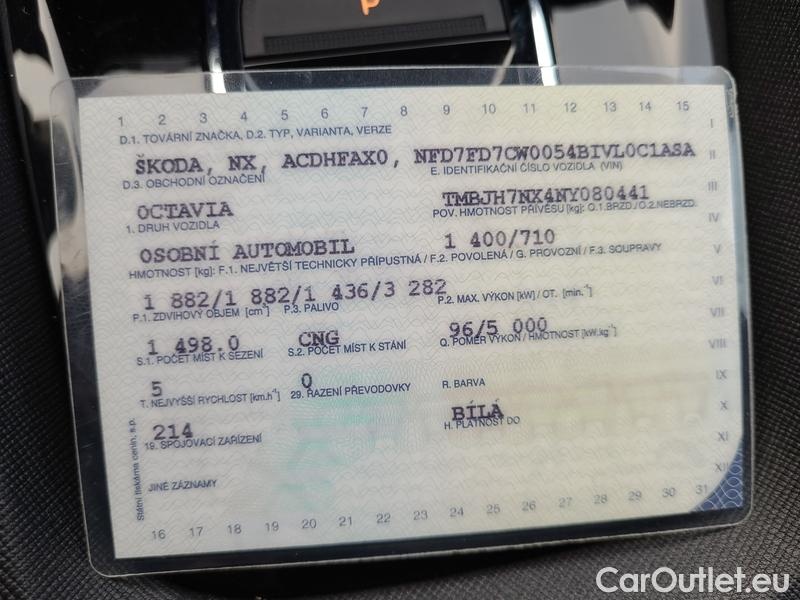 P
1 2 3 4 5 6 7 8 9 10 11 12 13 14 15
D.1. TOVÁRNÍ ZNAČKA, D.2. TYP, VARIANTA, VERZE
I
ŠKODA, NX, ACDHFAX0, NFD7FD7CW0054BIVL0C1ASA
II
D.3. OBCHODNÍ OZNAČENÍ E. IDENTIFIKAČNÍ ČÍSLO VOZIDLA (VIN)
OCTAVIA TMBJH7NX4NY080441
III
1. DRUH VOZIDLA POV. HMOTNOST PŘÍVĚSU [kg]: O.1 BRZD./O.2 NEBRZD.
IV
OSOBNÍ AUTOMOBIL 1 400/710
V
HMOTNOST [kg]: F.1. NEJVĚTŠÍ TECHNICKY PŘÍPUSTNÁ / F.2. POVOLENÁ / G. PROVOZNÍ / F.3. SOUPRAVY
1 882/1 882/1 436/3 282
VI
P.1. ZDVIHOVÝ OBJEM [cm³] P.3. PALIVO P.2. MAX. VÝKON [kW] / OT. [min.⁻¹]
1 498.0 CNG 96/5 000
VII
S.1. POČET MÍST K SEZENÍ S.2. POČET MÍST K STÁNÍ Q. POMĚR VÝKON / HMOTNOST [kW.kg⁻¹]
VIII
5 0
T. NEJVYŠŠÍ RYCHLOST [km.h⁻¹] 29. ŘAZENÍ PŘEVODOVKY R. BARVA
IX
214 BÍLÁ
X
19. SPOJOVACÍ ZAŘÍZENÍ H. PLATNOST DO
XI
JINÉ ZÁZNAMY
XII
Státní tiskárna cenin, s.p.
16 17 18 19 20 21 22 23 24 25 26 27 28 29 30 31
CarOutlet.eu